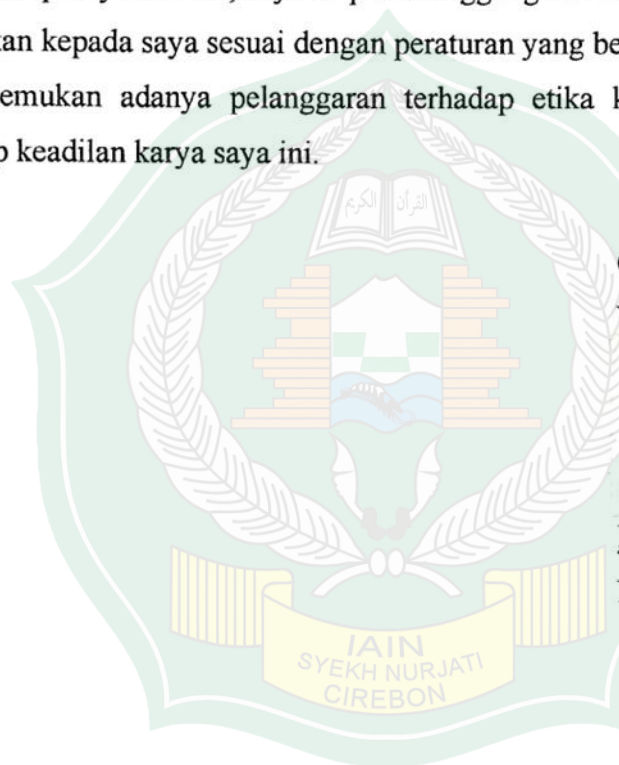 tan kepada saya sesuai dengan peraturan yang be
emukan adanya pelanggaran terhadap etika k
keadilan karya saya ini.
القرآن الكريم
IAIN
SYEKH NURJATI
CIREBON